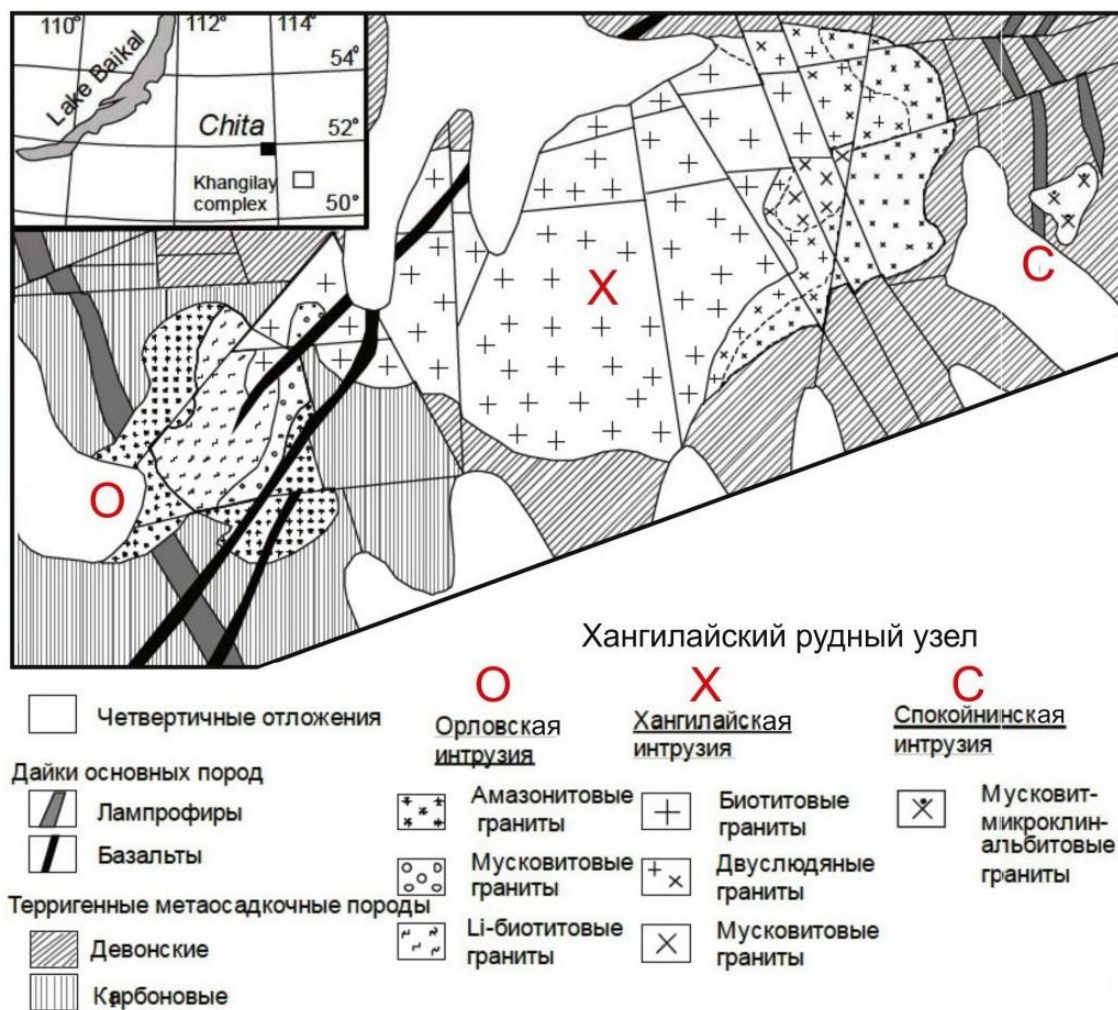 110° 112° 114°
54°
Lake Baikal
Chita
52°
Khangilay
complex
50°
X
C
O
Хангилайский рудный узел
O X C
Четвертичные отложения
Орловская
интрузия
Хангилайская
интрузия
Спокойнинская
интрузия
Дайки основных пород
Лампрофиры
Базальты
Терригенные метаосадкочные породы
Девонские
Карбоновые
Амазонитовые
граниты
Мусковитовые
граниты
Li-биотитовые
граниты
Биотитовые
граниты
Двуслюдяные
граниты
Мусковитовые
граниты
Мусковит-
микроклин-
альбитовые
граниты